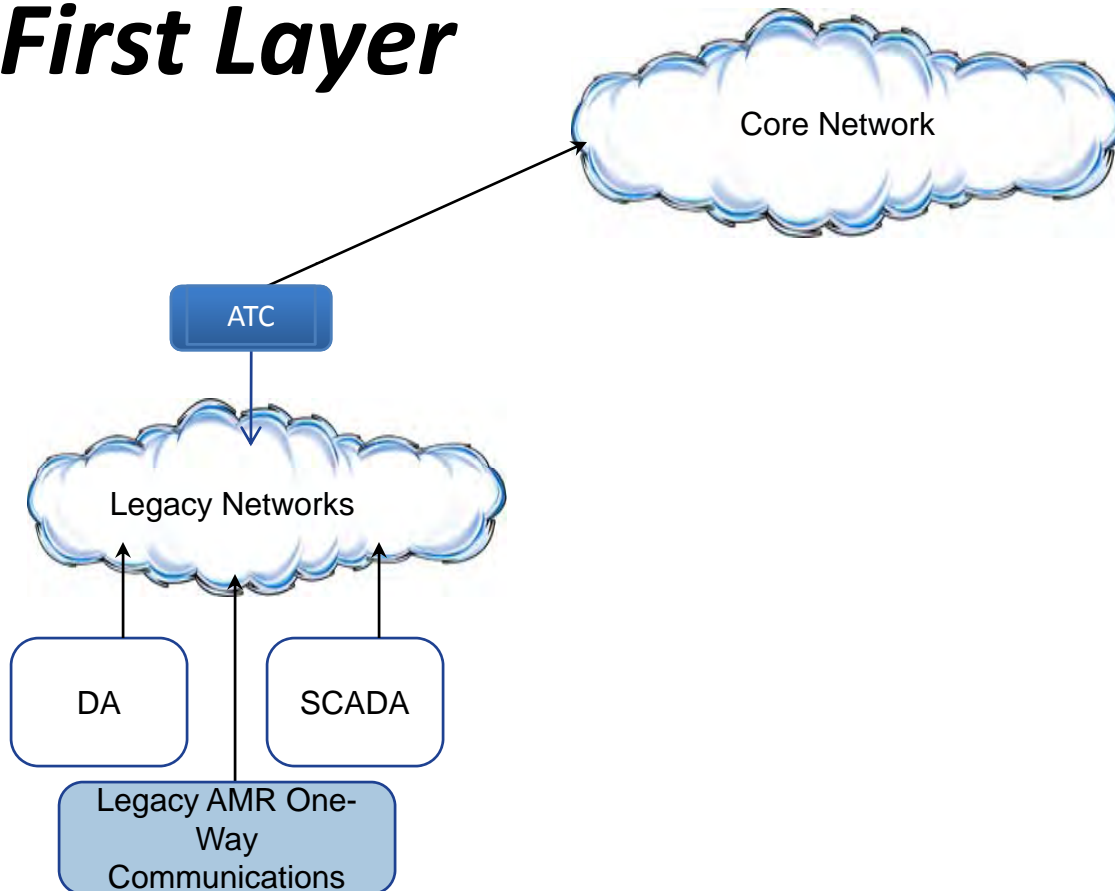 First Layer
Core Network
ATC
Legacy Networks
DA
SCADA
Legacy AMR One-
Way
Communications